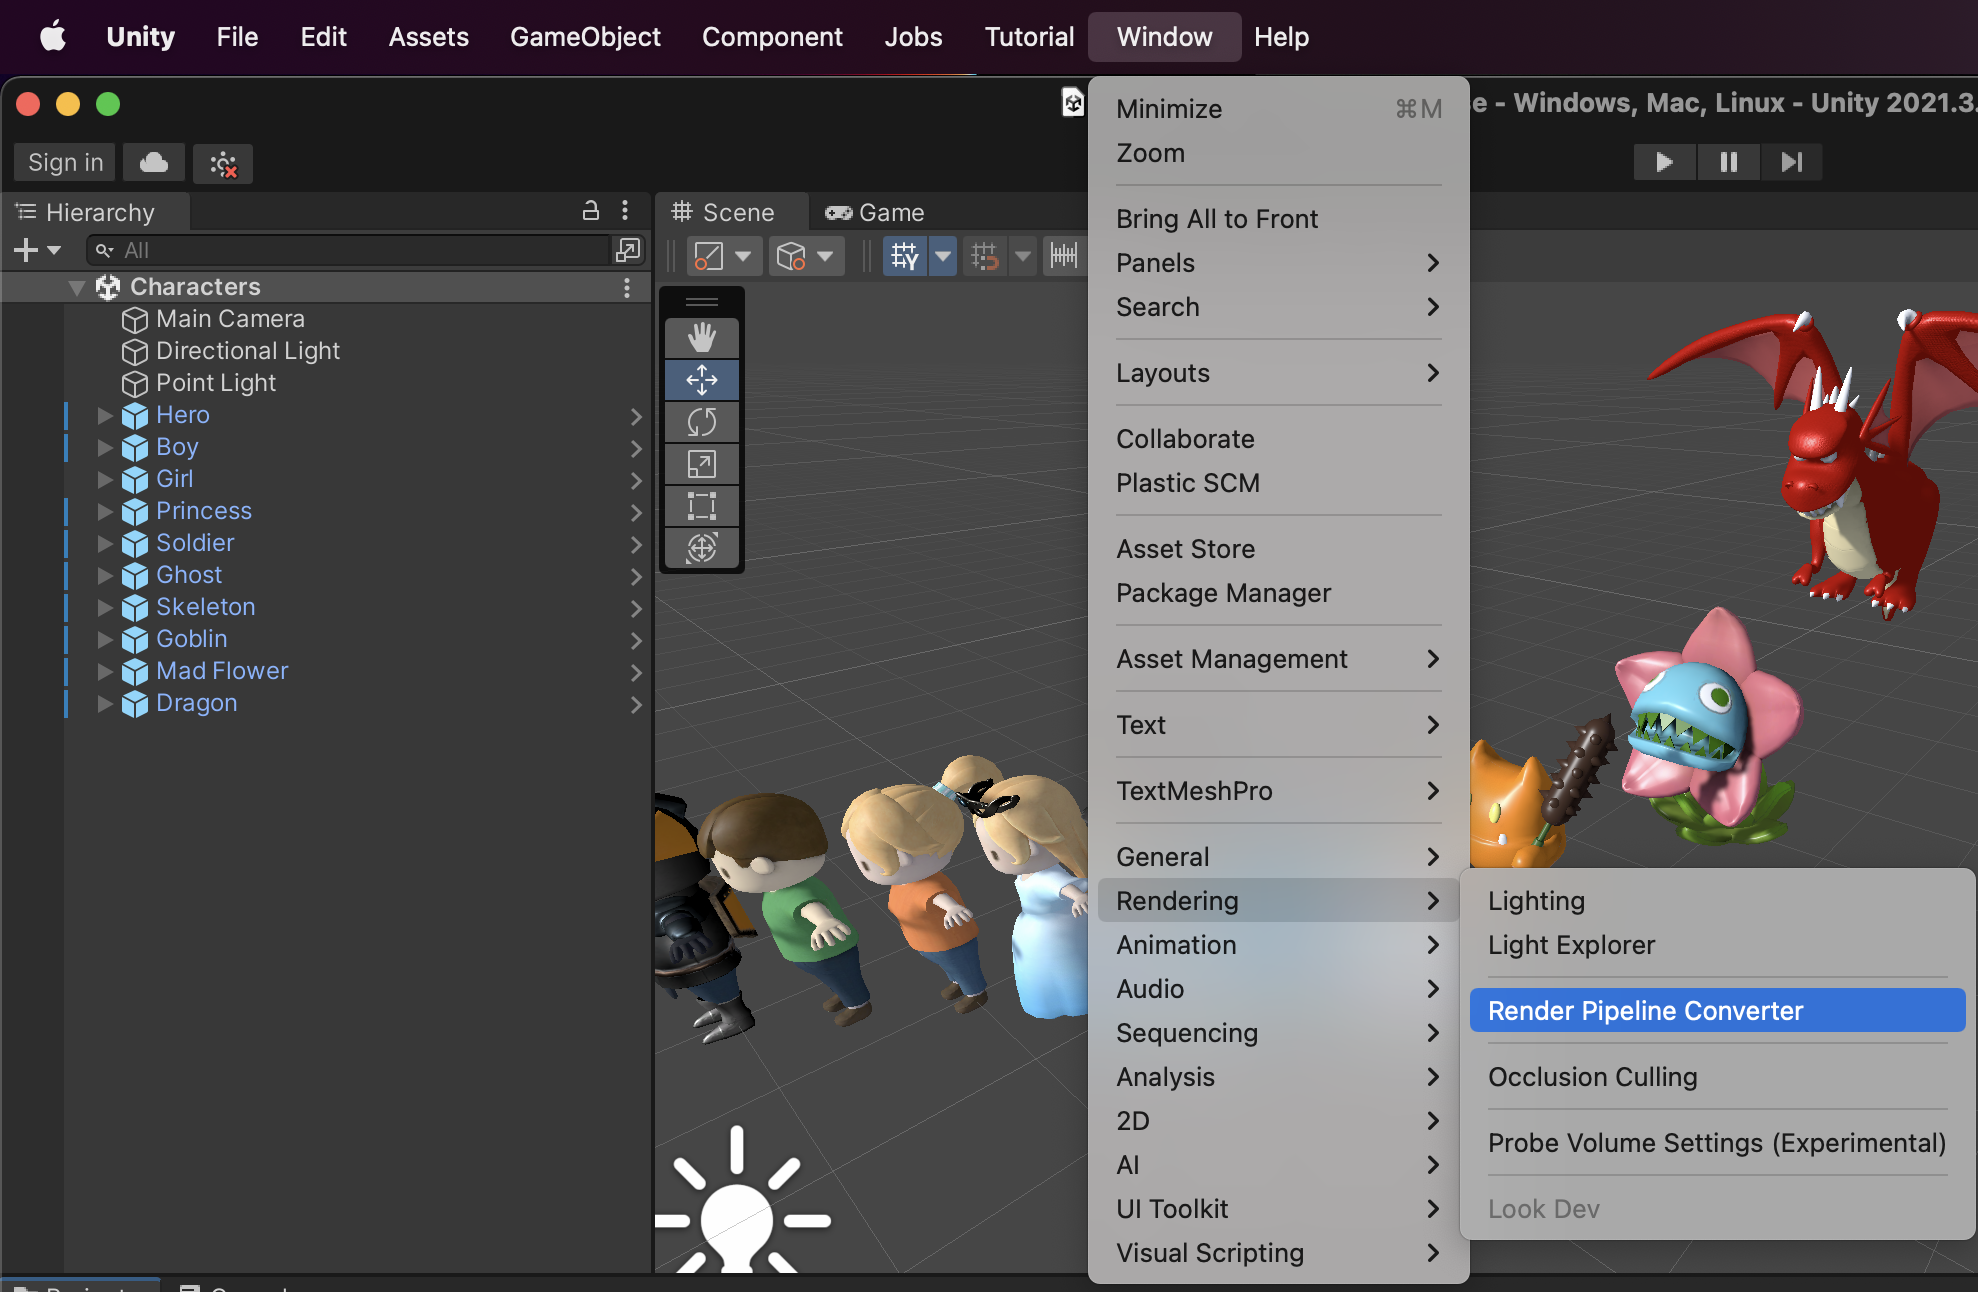 Unity File Edit Assets GameObject Component Jobs Tutorial Window Help
e - Windows, Mac, Linux - Unity 2021.3.
Sign in
Hierarchy
All
Characters
Main Camera
Directional Light
Point Light
Hero
Boy
Girl
Princess
Soldier
Ghost
Skeleton
Goblin
Mad Flower
Dragon
Scene Game
Minimize ⌘M
Zoom
Bring All to Front
Panels
Search
Layouts
Collaborate
Plastic SCM
Asset Store
Package Manager
Asset Management
Text
TextMeshPro
General
Rendering
Animation
Audio
Sequencing
Analysis
2D
AI
UI Toolkit
Visual Scripting
Lighting
Light Explorer
Render Pipeline Converter
Occlusion Culling
Probe Volume Settings (Experimental)
Look Dev